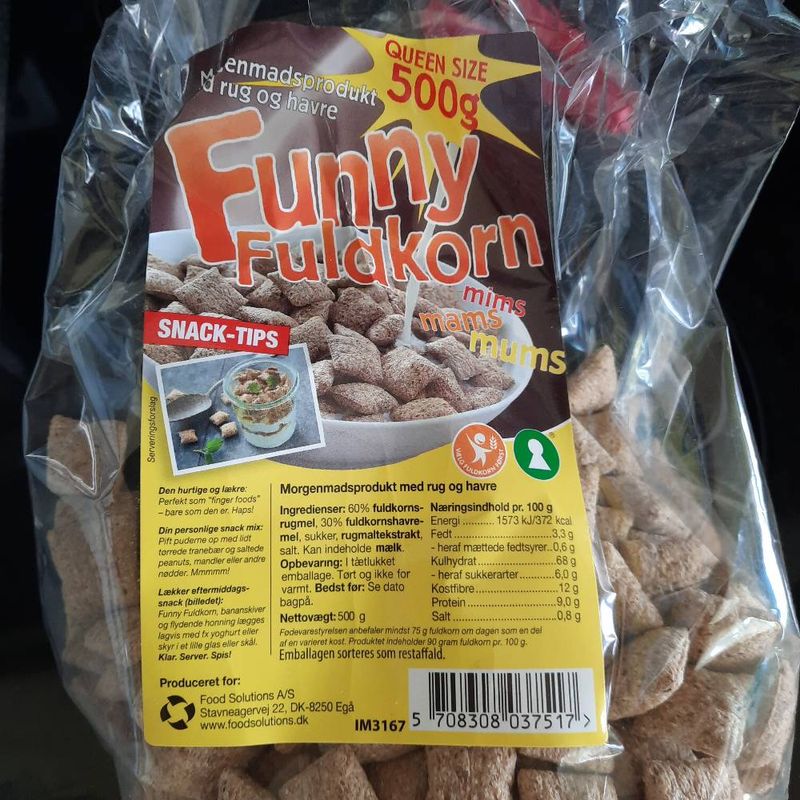 QUEEN SIZE
500g
enmadsprodukt
rug og havre
Funny
Fuldkorn
mims
mams
mums
SNACK-TIPS
Serveringsforslag
VÆLG FULDKORN FØRST
Den hurtige og lækre:
Perfekt som "finger foods"
– bare som den er. Haps!
Din personlige snack mix:
Pift puderne op med lidt
tørrede tranebær og saltede
peanuts, mandler eller andre
nødder. Mmmmm!
Lækker eftermiddags-
snack (billedet):
Funny Fuldkorn, bananskiver
og flydende honning lægges
lagvis med fx yoghurt eller
skyr i et lille glas eller skål.
Klar. Server. Spis!
Morgenmadsprodukt med rug og havre
Ingredienser: 60% fuldkorns-
rugmel, 30% fuldkornshavre-
mel, sukker, rugmaltekstrakt,
salt. Kan indeholde mælk.
Opbevaring: I tætlukket
emballage. Tørt og ikke for
varmt. Bedst før: Se dato
bagpå.
Nettovægt: 500 g
Næringsindhold pr. 100 g
Energi ........... 1573 kJ/372 kcal
Fedt ........... 3,3 g
- heraf mættede fedtsyrer..0,6 g
Kulhydrat ........... 68 g
- heraf sukkerarter ........... 6,0 g
Kostfibre ........... 12 g
Protein ........... 9,0 g
Salt ........... 0,8 g
Fødevarestyrelsen anbefaler mindst 75 g fuldkorn om dagen som en del
af en varieret kost. Produktet indeholder 90 gram fuldkorn pr. 100 g.
Emballagen sorteres som restaffald.
Produceret for:
Food Solutions A/S
Stavneagervej 22, DK-8250 Egå
www.foodsolutions.dk
IM3167
5 708308 037517 >